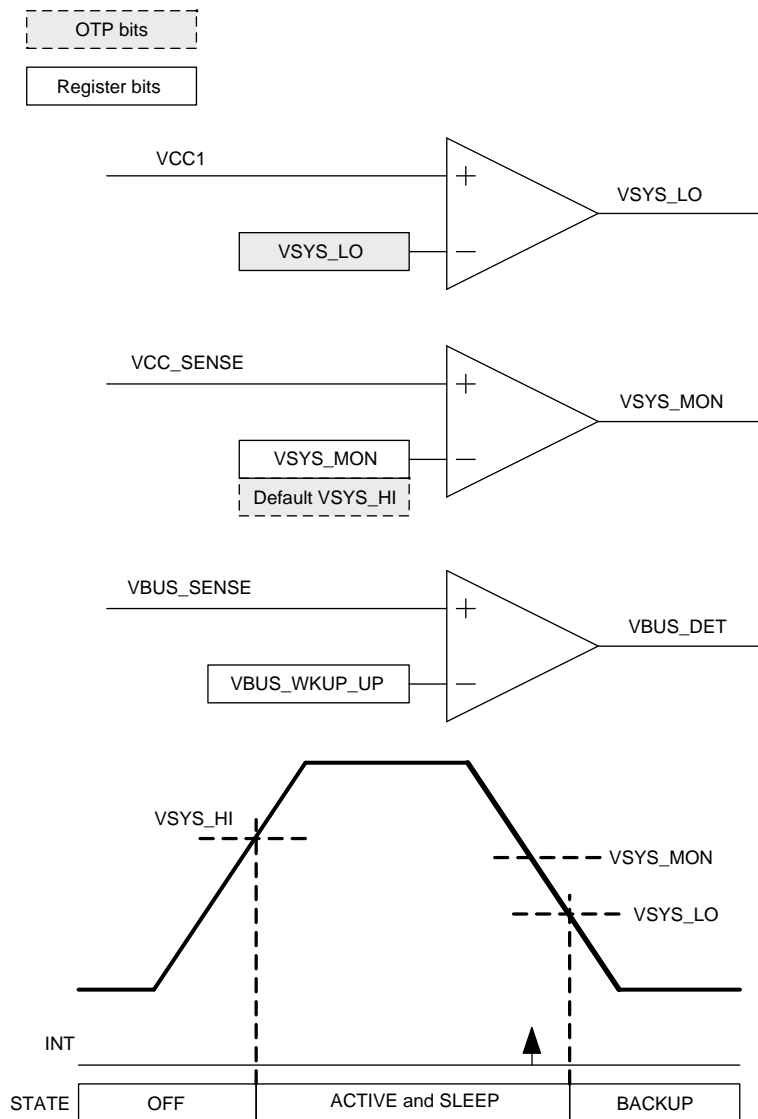 OTP bits
Register bits
VCC1
+
VSYS_LO
VSYS_LO
−
VCC_SENSE
+
VSYS_MON
VSYS_MON
−
Default VSYS_HI
VBUS_SENSE
+
VBUS_DET
VBUS_WKUP_UP
−
VSYS_HI
VSYS_MON
VSYS_LO
INT
STATE OFF ACTIVE and SLEEP BACKUP